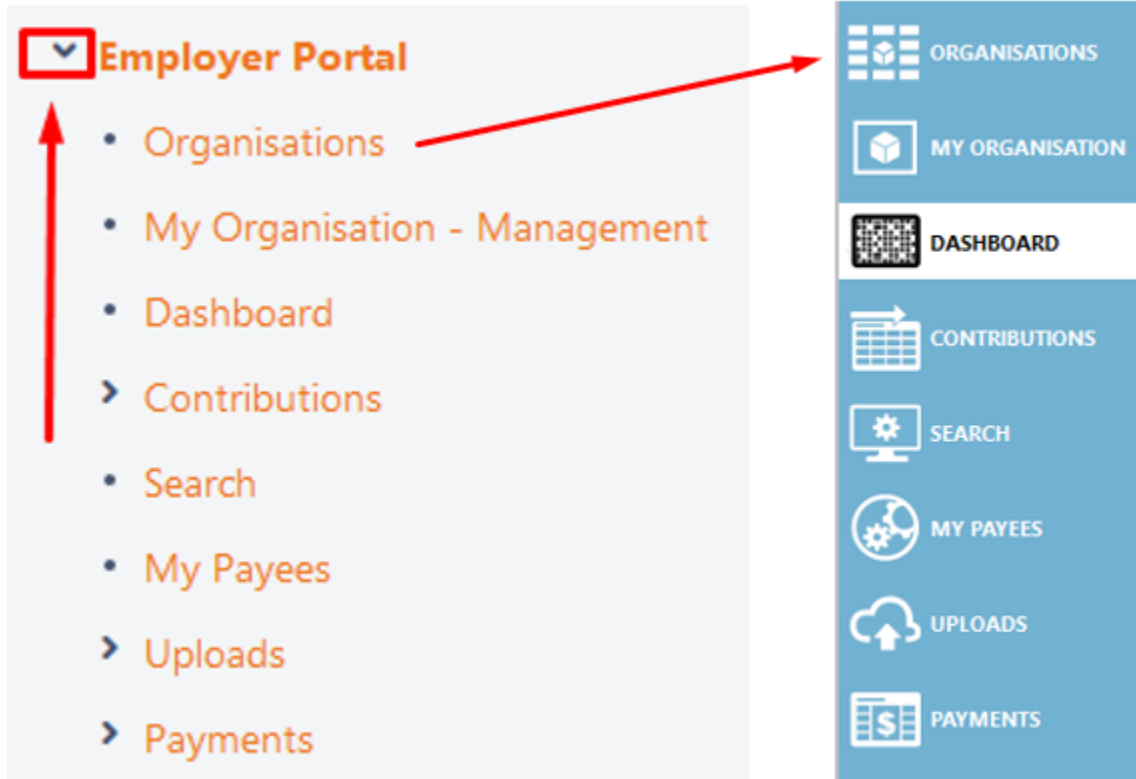 Employer Portal
Organisations
My Organisation - Management
Dashboard
Contributions
Search
My Payees
Uploads
Payments
ORGANISATIONS
MY ORGANISATION
DASHBOARD
CONTRIBUTIONS
SEARCH
MY PAYEES
UPLOADS
$
PAYMENTS